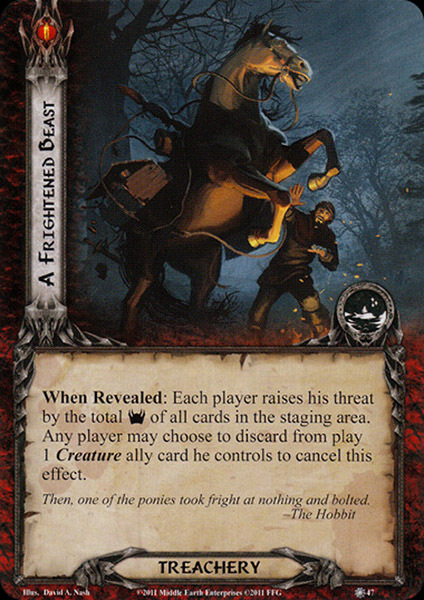 A Frightened Beast
When Revealed: Each player raises his threat
by the total of all cards in the staging area.
Any player may choose to discard from play
1 Creature ally card he controls to cancel this
effect.
Then, one of the ponies took fright at nothing and bolted.
–The Hobbit
TREACHERY
Illus. David A. Nash ©2011 Middle Earth Enterprises ©2011 FFG 47